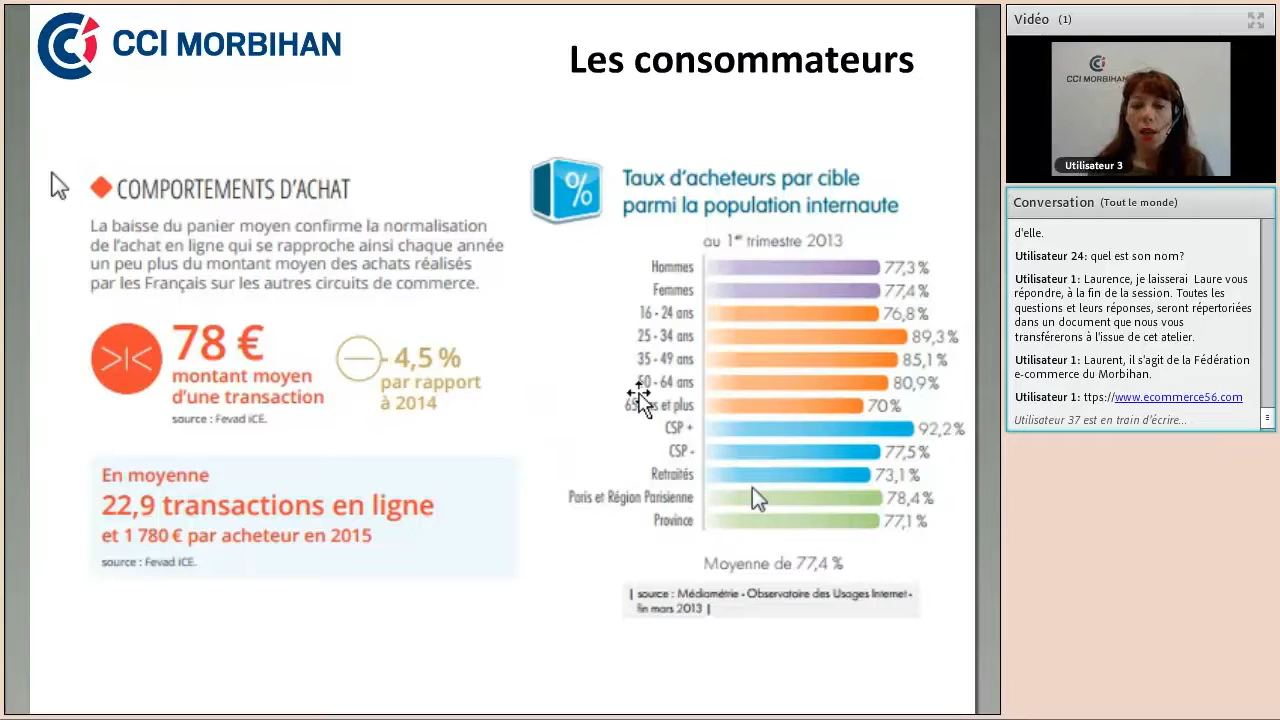 CCI MORBIHAN
Les consommateurs
COMPORTEMENTS D'ACHAT
La baisse du panier moyen confirme la normalisation
de l'achat en ligne qui se rapproche ainsi chaque année
un peu plus du montant moyen des achats réalisés
par les Français sur les autres circuits de commerce.
78 €
montant moyen
d'une transaction
source : Fevad iCE.
- 4,5 %
par rapport
à 2014
En moyenne
22,9 transactions en ligne
et 1 780 € par acheteur en 2015
source : Fevad iCE.
%
Taux d'acheteurs par cible
parmi la population internaute
au 1er trimestre 2013
Hommes 77,3 %
Femmes 77,4 %
16 - 24 ans 76,8 %
25 - 34 ans 89,3 %
35 - 49 ans 85,1 %
50 - 64 ans 80,9%
et plus 70 %
CSP + 92,2%
CSP - 77,5 %
Retraités 73,1 %
Paris et Région Parisienne 78,4 %
Province 77,1 %
Moyenne de 77,4 %
| source : Médiamétrie - Observatoire des Usages Internet -
fin mars 2013 |
Vidéo (1)
CCI MORBIHAN
Utilisateur 3
Conversation (Tout le monde)
d'elle.
Utilisateur 24: quel est son nom?
Utilisateur 1: Laurence, je laisserai Laure vous
répondre, à la fin de la session. Toutes les
questions et leurs réponses, seront répertoriées
dans un document que nous vous
transférerons à l'issue de cet atelier.
Utilisateur 1: Laurent, il s'agit de la Fédération
e-commerce du Morbihan.
Utilisateur 1: ttps://www.ecommerce56.com
Utilisateur 37 est en train d'écrire...